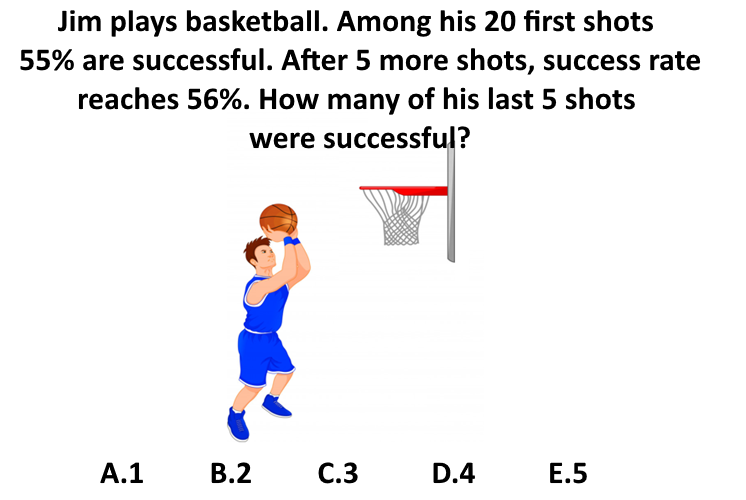 Jim plays basketball. Among his 20 first shots
55% are successful. After 5 more shots, success rate
reaches 56%. How many of his last 5 shots
were successful?
A.1 B.2 C.3 D.4 E.5